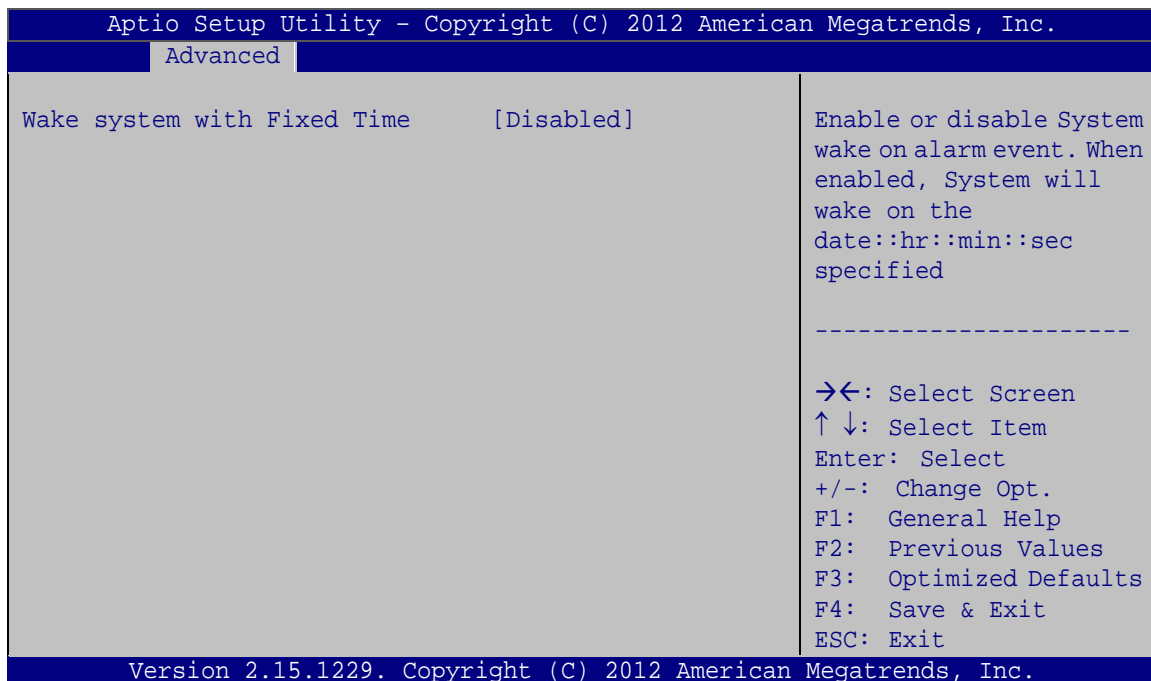 Aptio Setup Utility – Copyright (C) 2012 American Megatrends, Inc.
Advanced
Wake system with Fixed Time [Disabled]
Enable or disable System
wake on alarm event. When
enabled, System will
wake on the
date::hr::min::sec
specified
----------------------
→←: Select Screen
↑ ↓: Select Item
Enter: Select
+/-: Change Opt.
F1: General Help
F2: Previous Values
F3: Optimized Defaults
F4: Save & Exit
ESC: Exit
Version 2.15.1229. Copyright (C) 2012 American Megatrends, Inc.